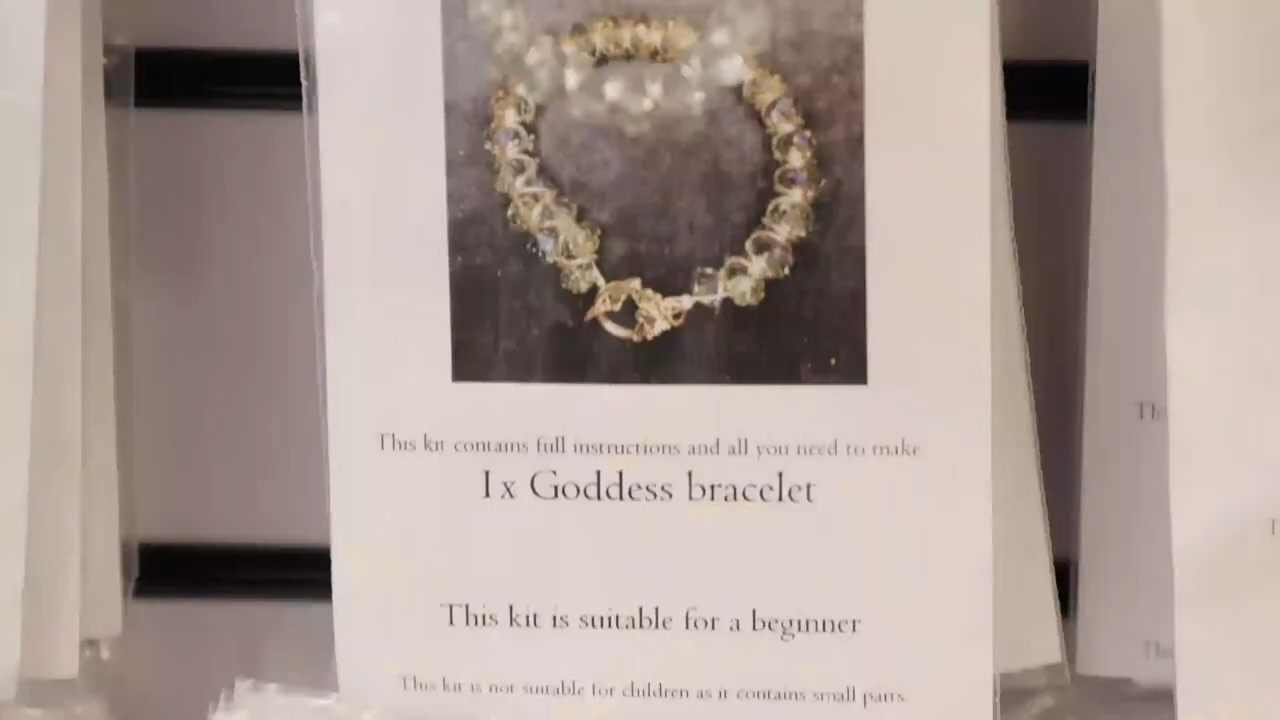 This kit contains full instructions and all you need to make
1 x Goddess bracelet
This kit is suitable for a beginner
This kit is not suitable for children as it contains small parts.